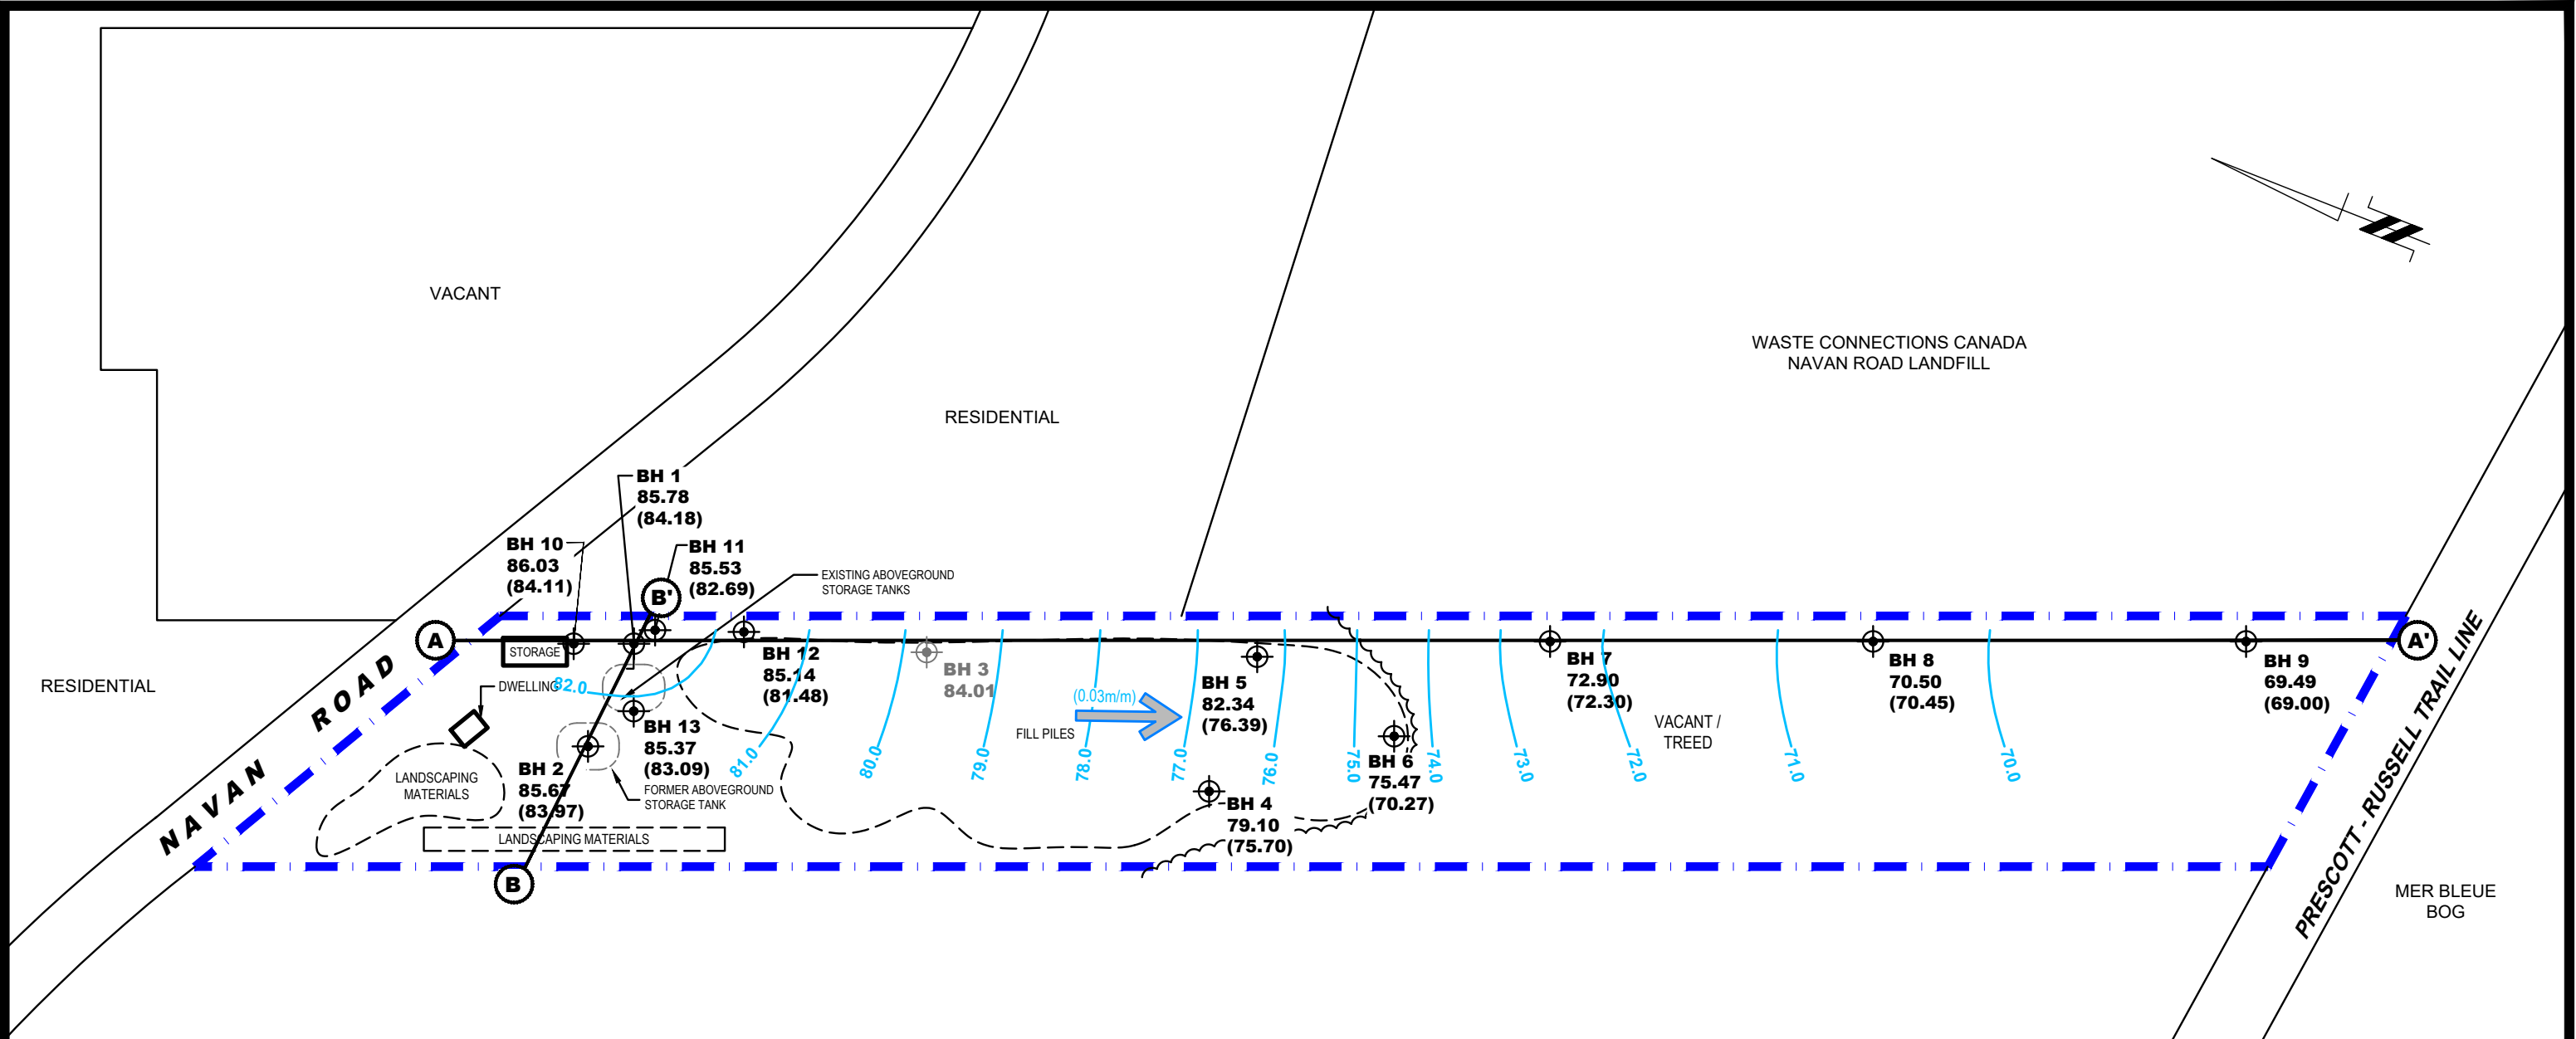 VACANT
WASTE CONNECTIONS CANADA
NAVAN ROAD LANDFILL
RESIDENTIAL
BH 1
85.78
(84.18)
BH 10
86.03
(84.11)
BH 11
85.53
(82.69)
EXISTING ABOVEGROUND
STORAGE TANKS
B'
A
STORAGE
BH 12
85.14
(81.48)
BH 3
84.01
BH 5
82.34
(76.39)
BH 7
72.90
(72.30)
BH 8
70.50
(70.45)
BH 9
69.49
(69.00)
A'
RESIDENTIAL
DWELLING
82.0
(0.03m/m)
FILL PILES
VACANT /
TREED
BH 13
85.37
(83.09)
BH 2
85.67
(83.97)
FORMER ABOVEGROUND
STORAGE TANK
LANDSCAPING
MATERIALS
LANDSCAPING MATERIALS
81.0
80.0
79.0
78.0
77.0
76.0
75.0
74.0
73.0
72.0
71.0
70.0
BH 6
75.47
(70.27)
BH 4
79.10
(75.70)
B
NAVAN ROAD
PRESCOTT - RUSSELL TRAIL LINE
MER BLEUE
BOG